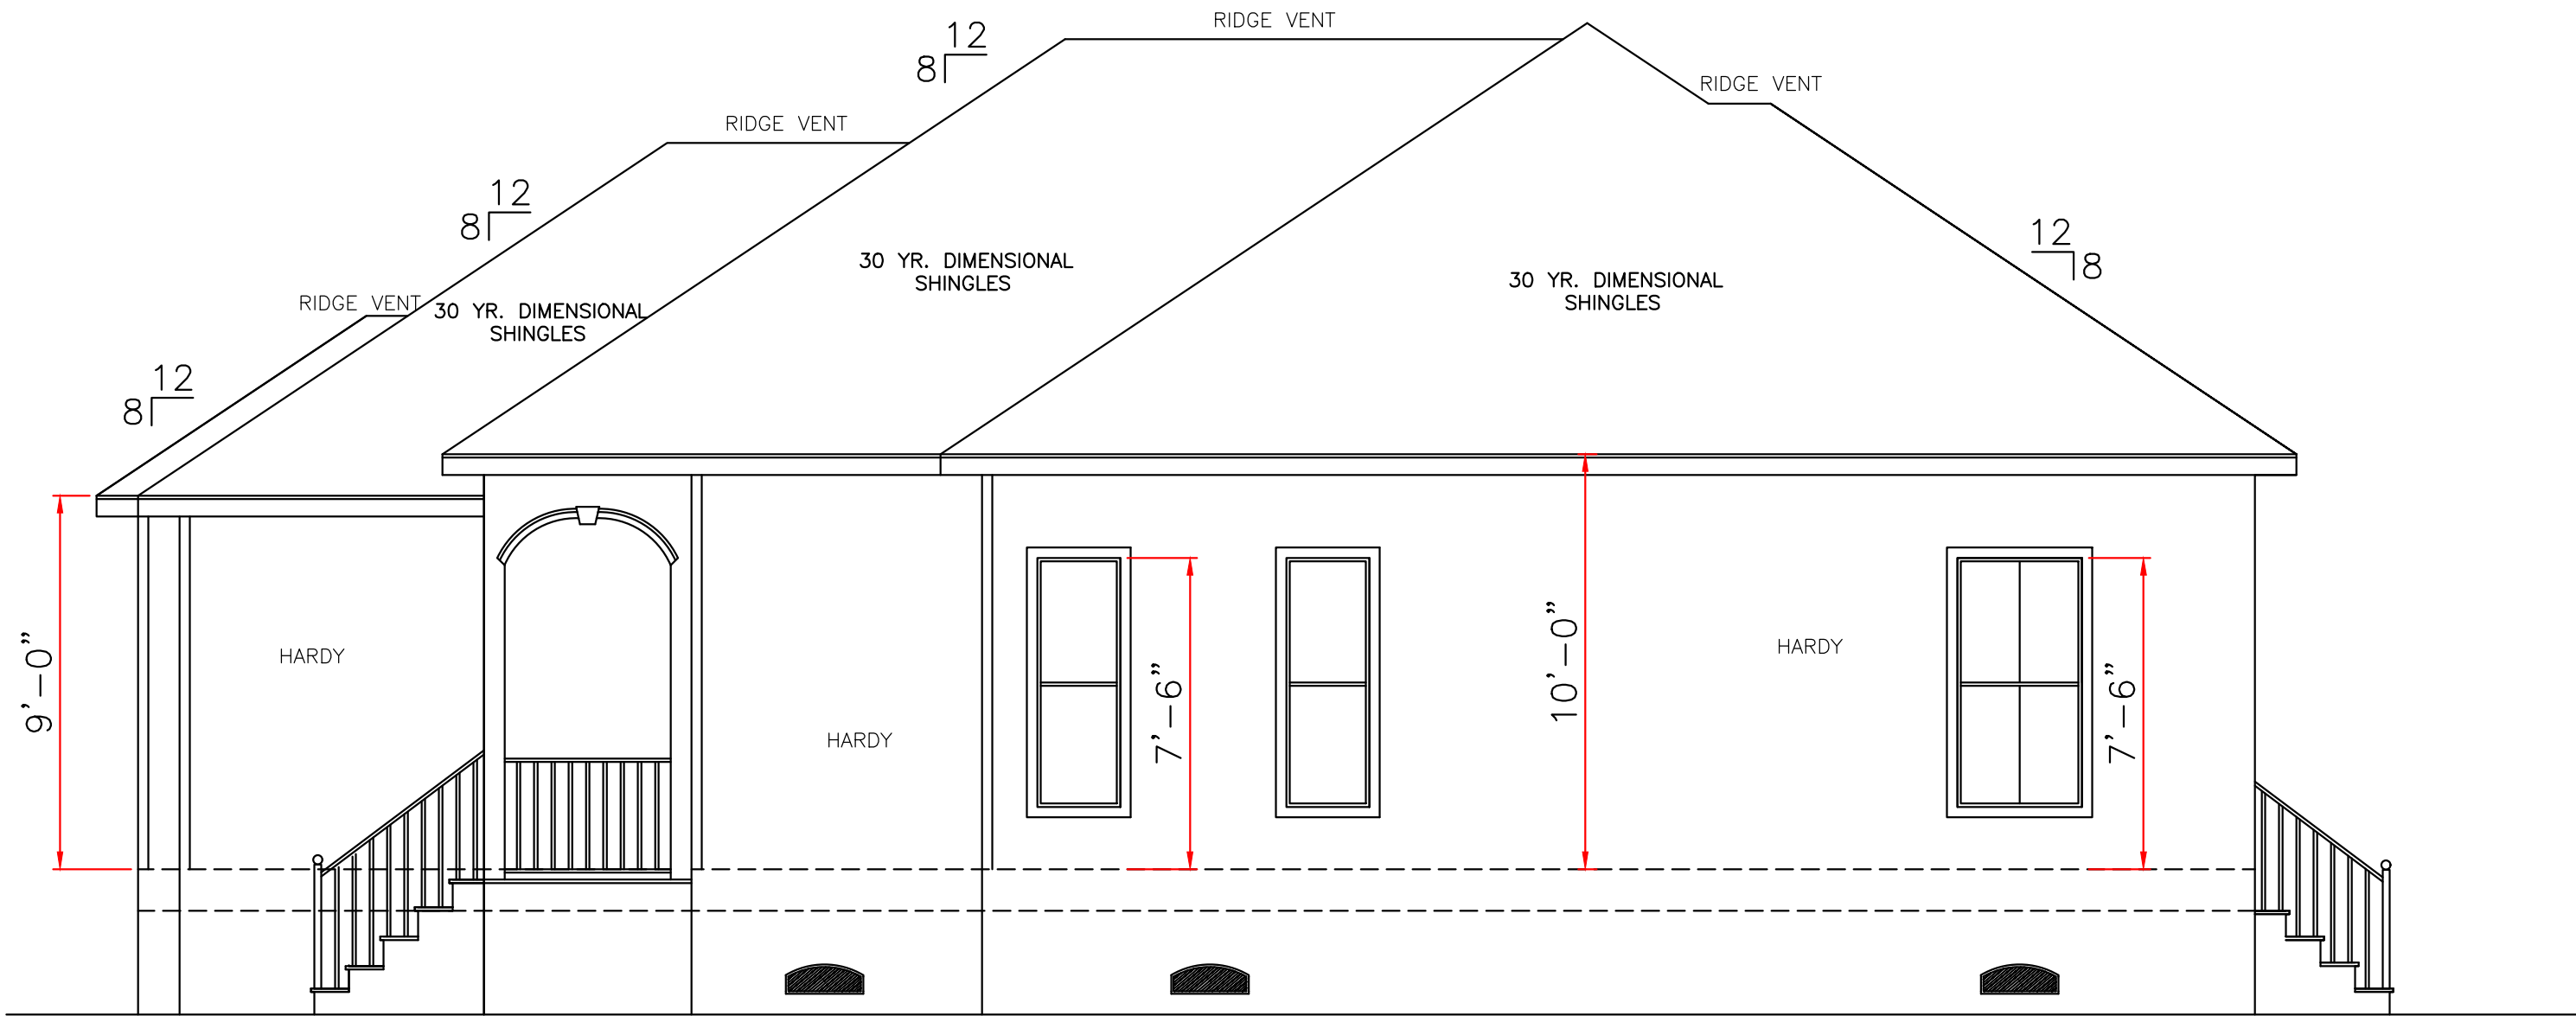 RIDGE VENT
12
8
RIDGE VENT
RIDGE VENT
12
8
12
8
30 YR. DIMENSIONAL
SHINGLES
30 YR. DIMENSIONAL
SHINGLES
RIDGE VENT
30 YR. DIMENSIONAL
SHINGLES
12
8
9'-0"
HARDY
HARDY
7'-6"
10'-0"
HARDY
7'-6"